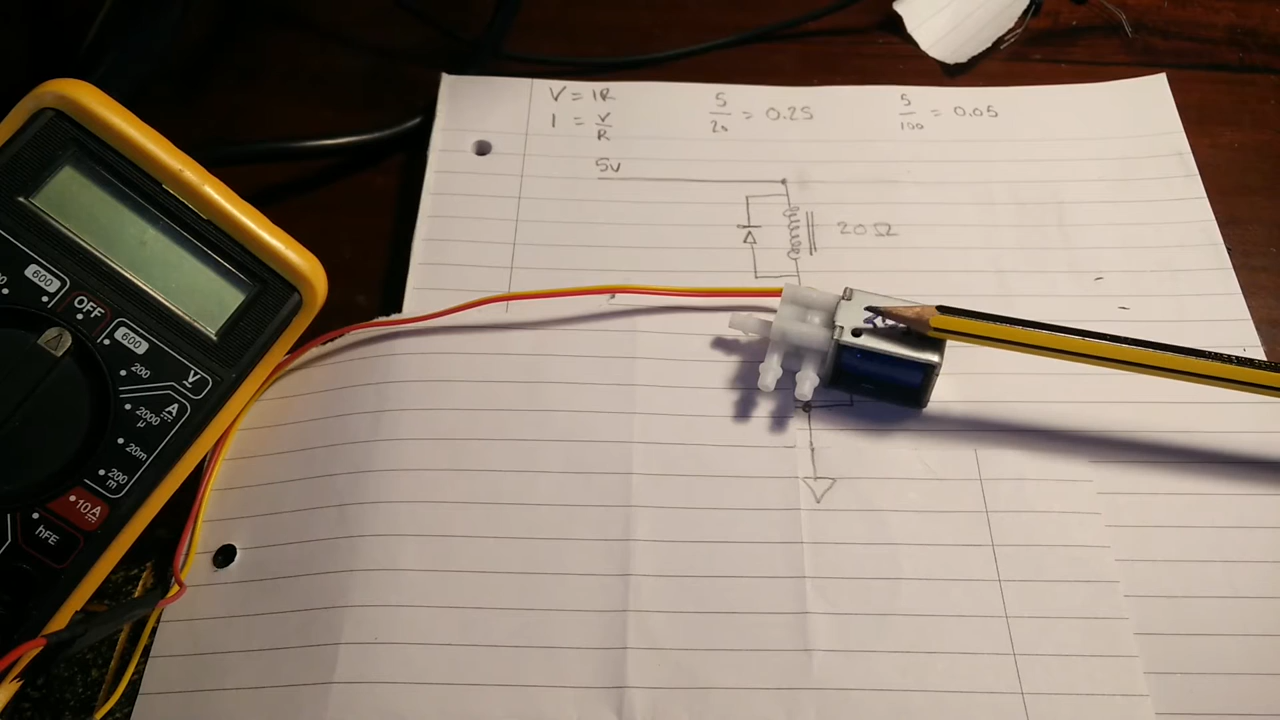 V = IR
I = V/R
5/20 = 0.25
5/100 = 0.05
5V
20Ω
600
OFF
600
200
V
A
2000
μ
20m
200
m
10A
hFE